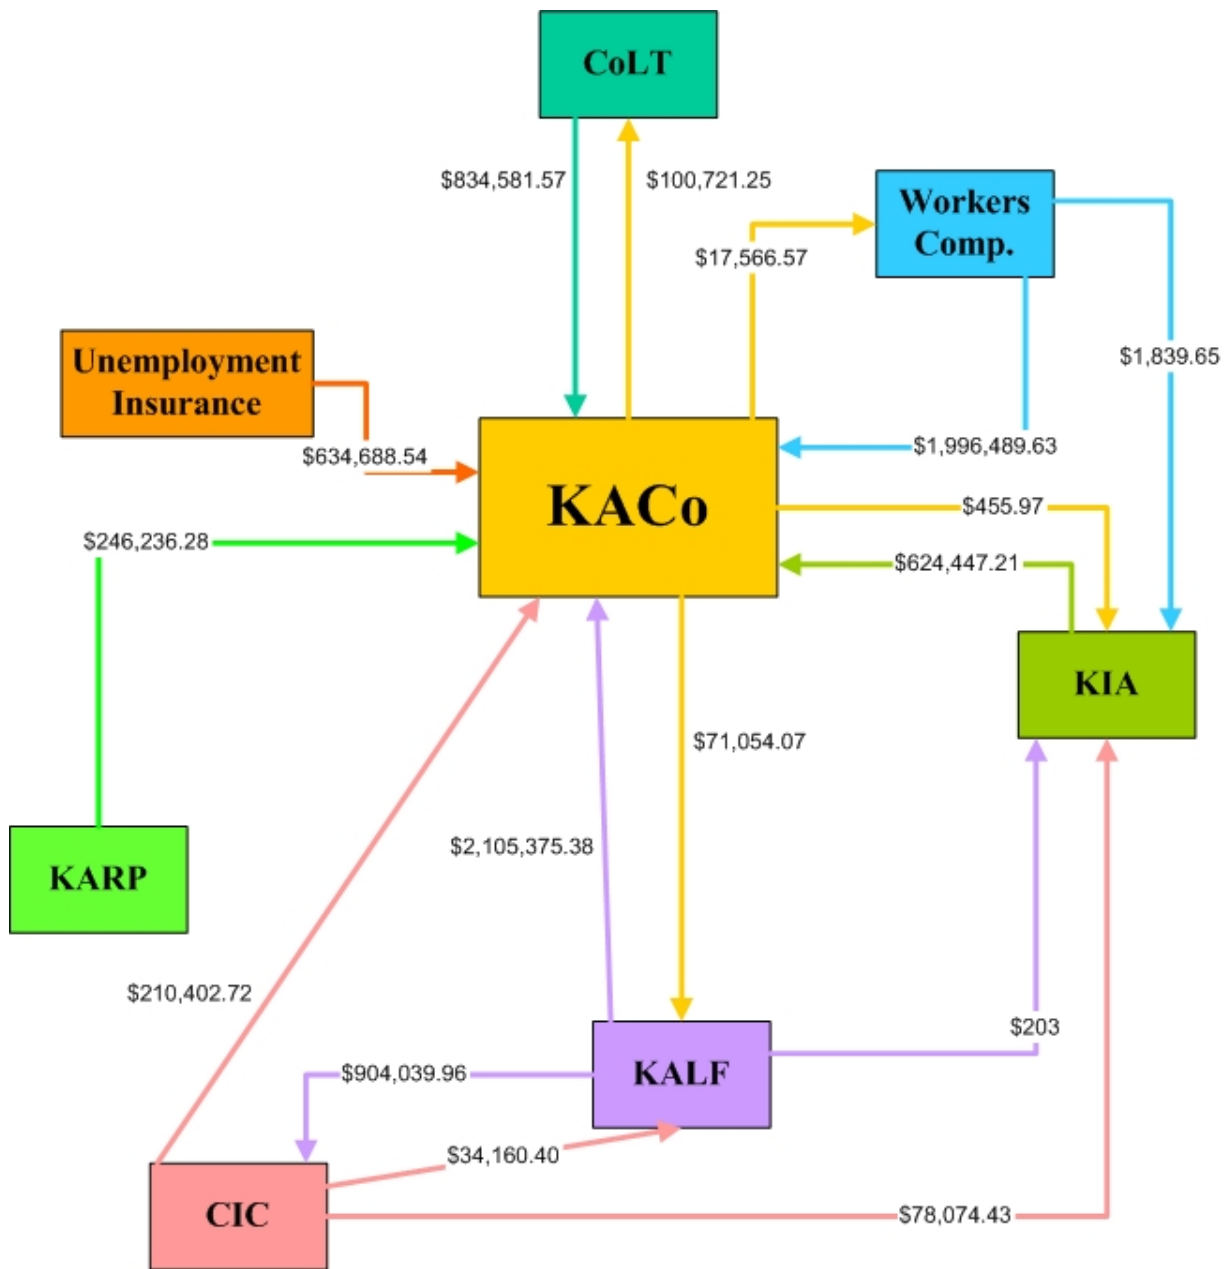 CoLT
$834,581.57
$100,721.25
Workers
Comp.
$17,566.57
$1,839.65
Unemployment
Insurance
$634,688.54
$1,996,489.63
KACo
$455.97
$246,236.28
$624,447.21
KIA
$71,054.07
$2,105,375.38
KARP
$210,402.72
$203
$904,039.96
KALF
$34,160.40
CIC
$78,074.43